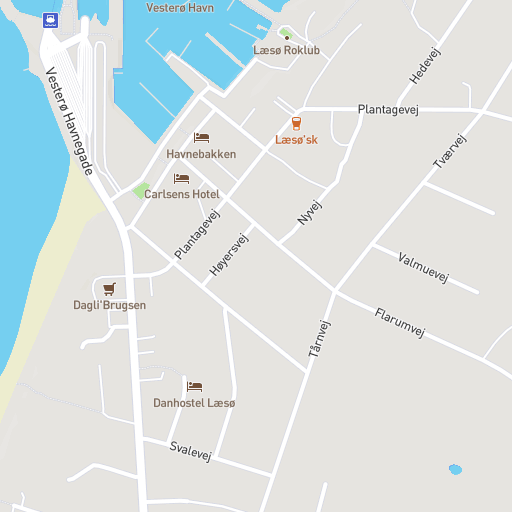 Vesterø Havn
Læsø Roklub
Hedevej
Vesterø Havnegade
Plantagevej
Læsø'sk
Tværvej
Havnebakken
Carlsens Hotel
Nyvej
Plantagevej
Høyersvej
Valmuevej
Dagli'Brugsen
Flarumvej
Tårnvej
Danhostel Læsø
Svalevej